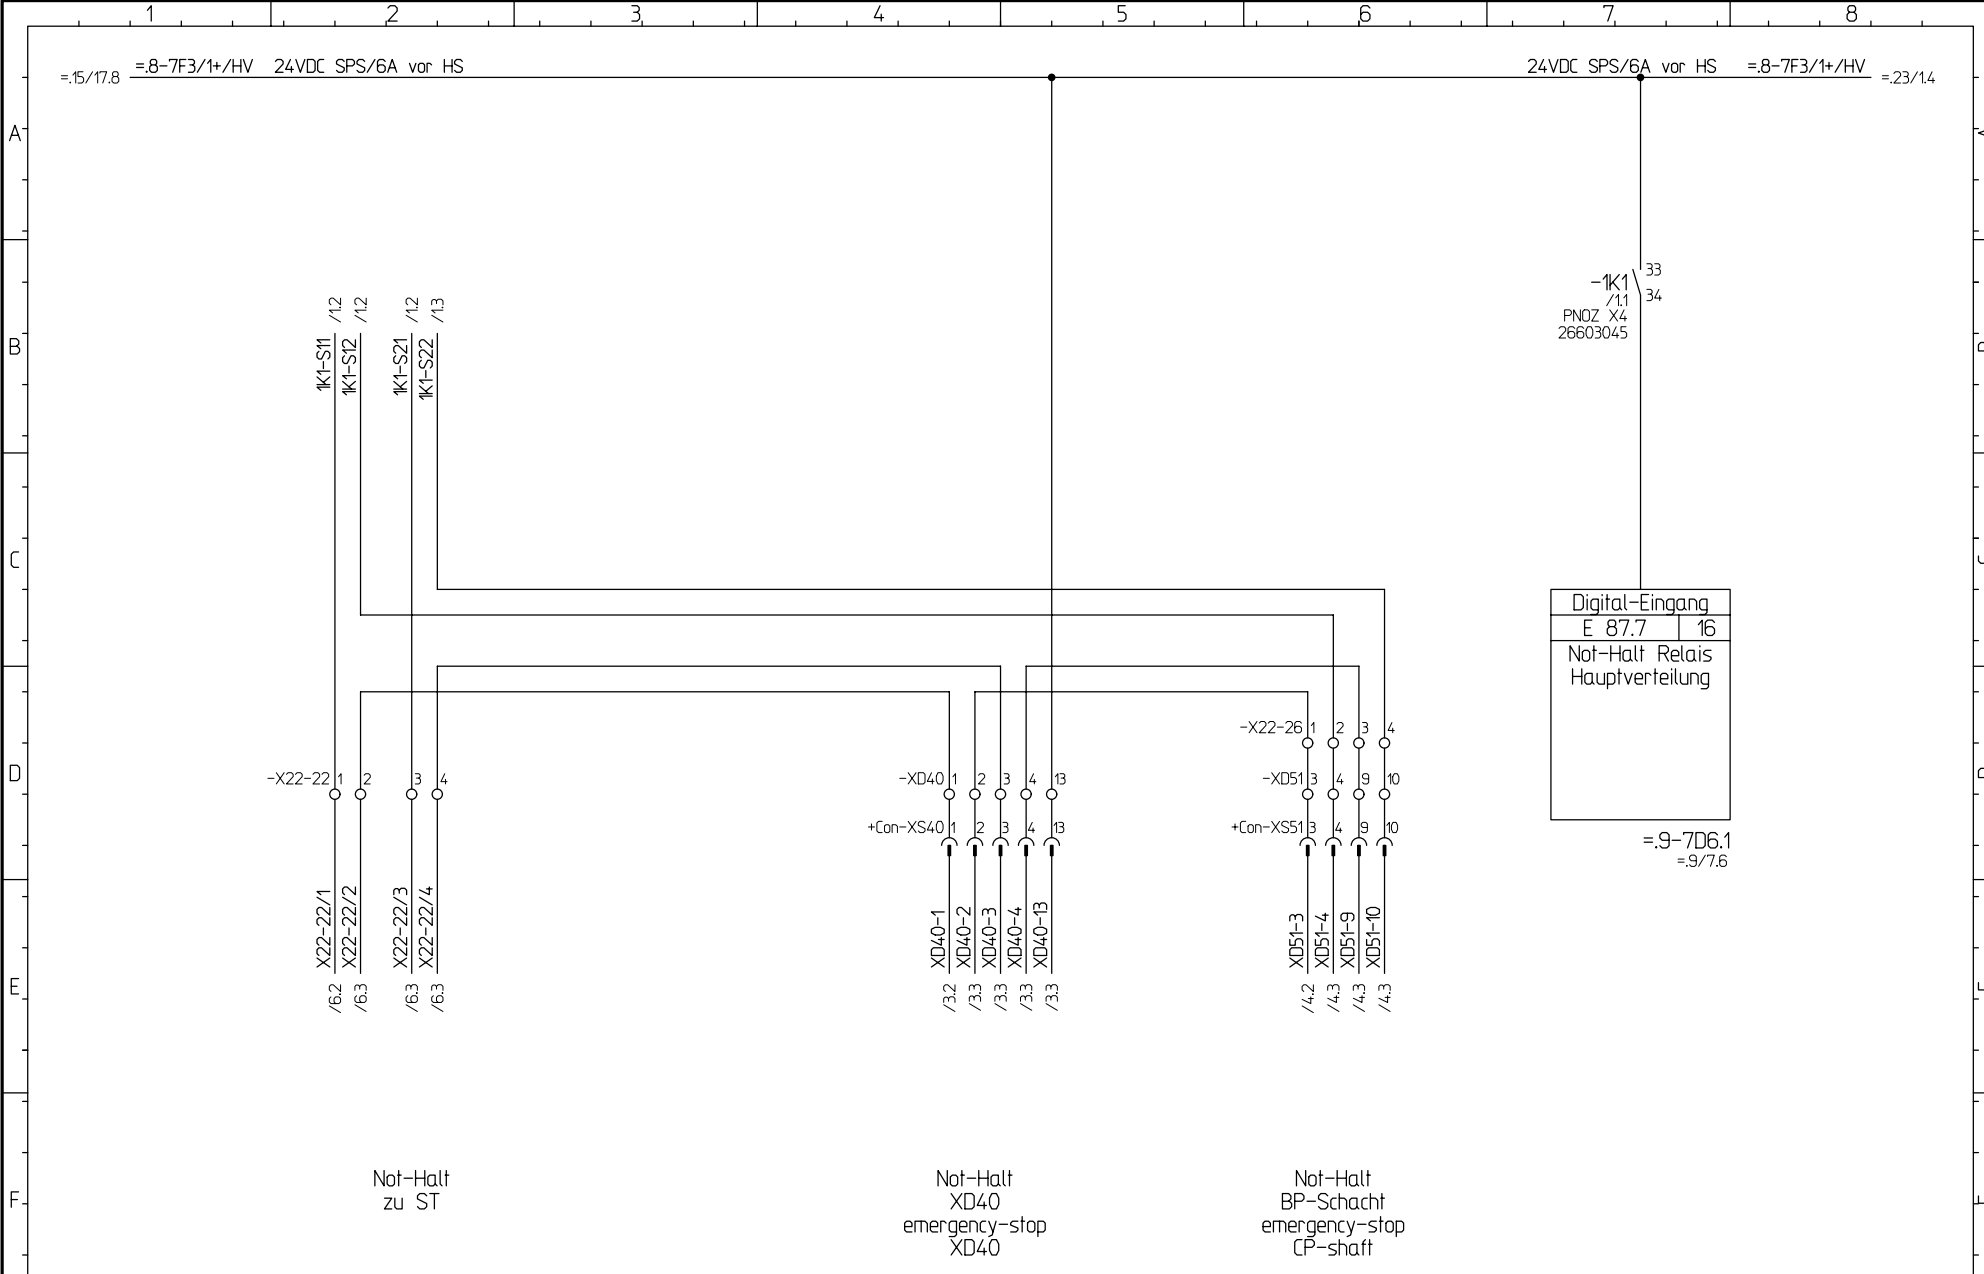 1 2 3 4 5 6 7 8
=.15/17.8 =.8-7F3/1+/HV 24VDC SPS/6A vor HS 24VDC SPS/6A vor HS =.8-7F3/1+/HV =.23/1.4
A
B
C
D
E
F
/1.2 /1.2 /1.2 /1.3
1K1-S11 1K1-S12 1K1-S21 1K1-S22
33
-1K1
34
/1.1
PNOZ X4
26603045
Digital-Eingang
E 87.7 16
Not-Halt Relais
Hauptverteilung
=.9-7D6.1
=.9/7.6
-X22-26 1 2 3 4
-X22-22 1 2 3 4
-XD40 1 2 3 4 13
-XD51 3 4 9 10
+Con-XS40 1 2 3 4 13
+Con-XS51 3 4 9 10
X22-22/1 X22-22/2 X22-22/3 X22-22/4
XD40-1 XD40-2 XD40-3 XD40-4 XD40-13
XD51-3 XD51-4 XD51-9 XD51-10
/6.2 /6.3 /6.3 /6.3
/3.2 /3.3 /3.3 /3.3 /3.3
/4.2 /4.3 /4.3 /4.3
Not-Halt
zu ST
Not-Halt
XD40
emergency-stop
XD40
Not-Halt
BP-Schacht
emergency-stop
CP-shaft